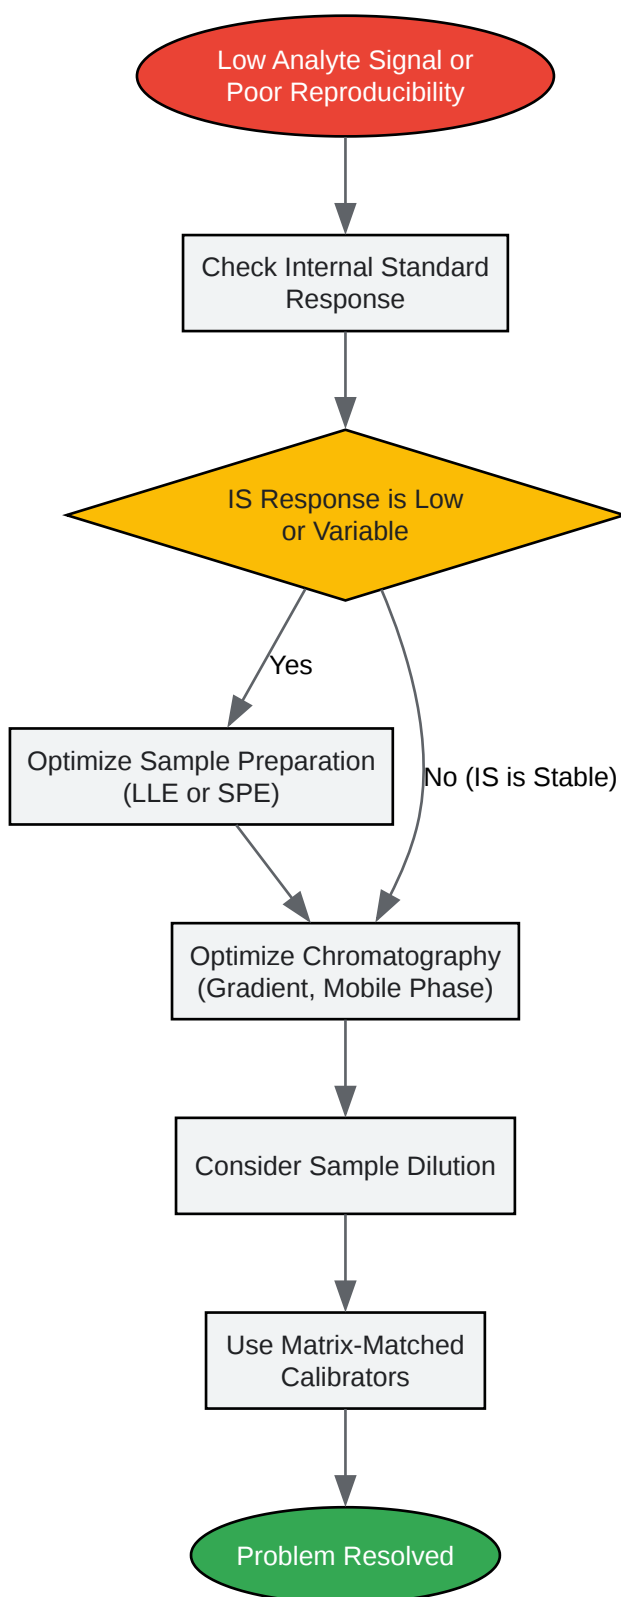 Low Analyte Signal or
Poor Reproducibility
Check Internal Standard
Response
IS Response is Low
or Variable
Yes
Optimize Sample Preparation
(LLE or SPE)
No (IS is Stable)
Optimize Chromatography
(Gradient, Mobile Phase)
Consider Sample Dilution
Use Matrix-Matched
Calibrators
Problem Resolved